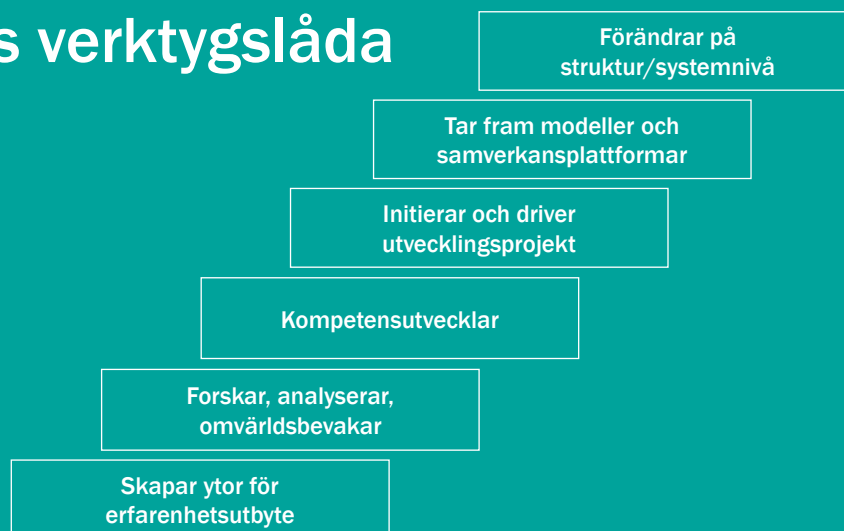 s verktygslåda
Förändrar på
struktur/systemnivå
Tar fram modeller och
samverkansplattformar
Initierar och driver
utvecklingsprojekt
Kompetensutvecklar
Forskar, analyserar,
omvärldsbevakar
Skapar ytor för
erfarenhetsutbyte